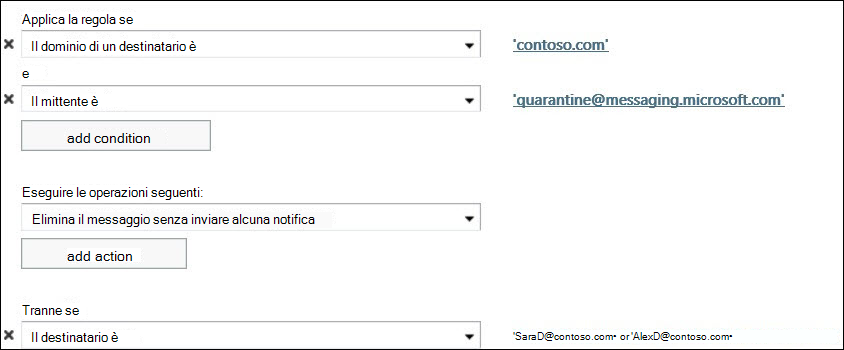 Applica la regola se
Il dominio di un destinatario è 'contoso.com'
e
Il mittente è 'quarantine@messaging.microsoft.com'
add condition
Eseguire le operazioni seguenti:
Elimina il messaggio senza inviare alcuna notifica
add action
Tranne se
Il destinatario è 'SaraD@contoso.com' or 'AlexD@contoso.com'